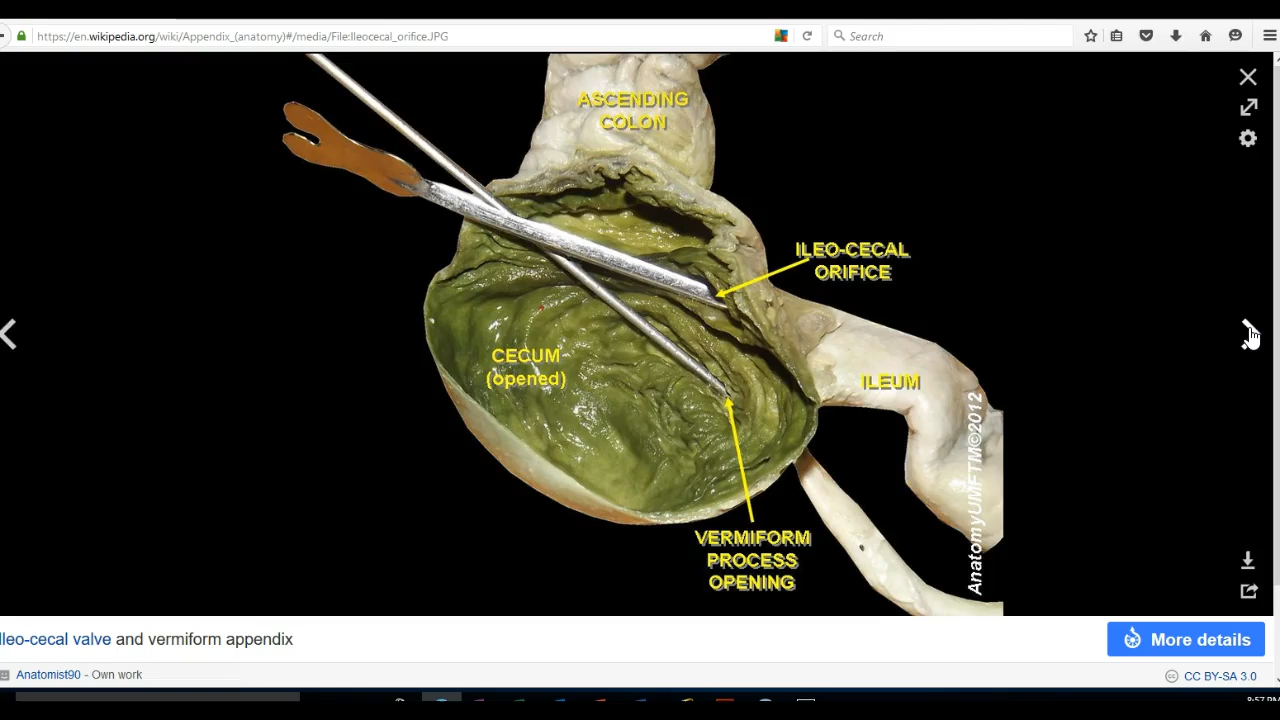 https://en.wikipedia.org/wiki/Appendix_(anatomy)#/media/File:Ileocecal_orifice.JPG
Search
ASCENDING
COLON
ILEO-CECAL
ORIFICE
CECUM
(opened)
ILEUM
AnatomyUMFTM©2012
VERMIFORM
PROCESS
OPENING
leo-cecal valve and vermiform appendix
More details
Anatomist90 - Own work
CC BY-SA 3.0